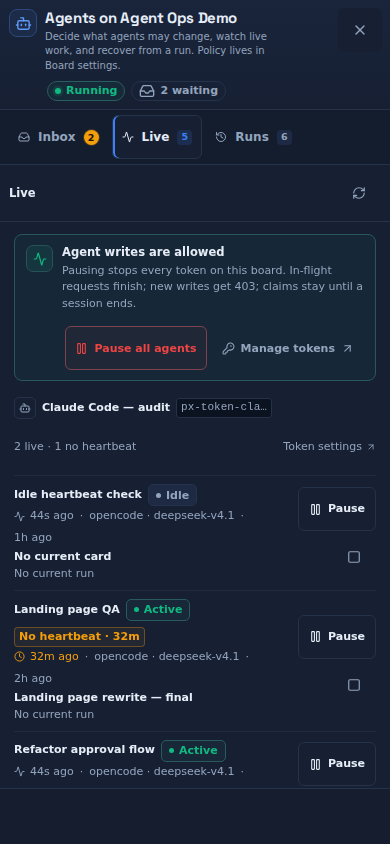 Agents on Agent Ops Demo
Decide what agents may change, watch live
work, and recover from a run. Policy lives in
Board settings.
Running
2 waiting
Inbox 2
Live 5
Runs 6
Live
Agent writes are allowed
Pausing stops every token on this board. In-flight
requests finish; new writes get 403; claims stay until a
session ends.
Pause all agents
Manage tokens
Claude Code — audit px-token-cla…
2 live · 1 no heartbeat
Token settings
Idle heartbeat check Idle
44s ago · opencode · deepseek-v4.1 ·
1h ago
Pause
No current card
No current run
Landing page QA Active
No heartbeat · 32m
32m ago · opencode · deepseek-v4.1 ·
2h ago
Pause
Landing page rewrite — final
No current run
Refactor approval flow Active
44s ago · opencode · deepseek-v4.1 ·
Pause